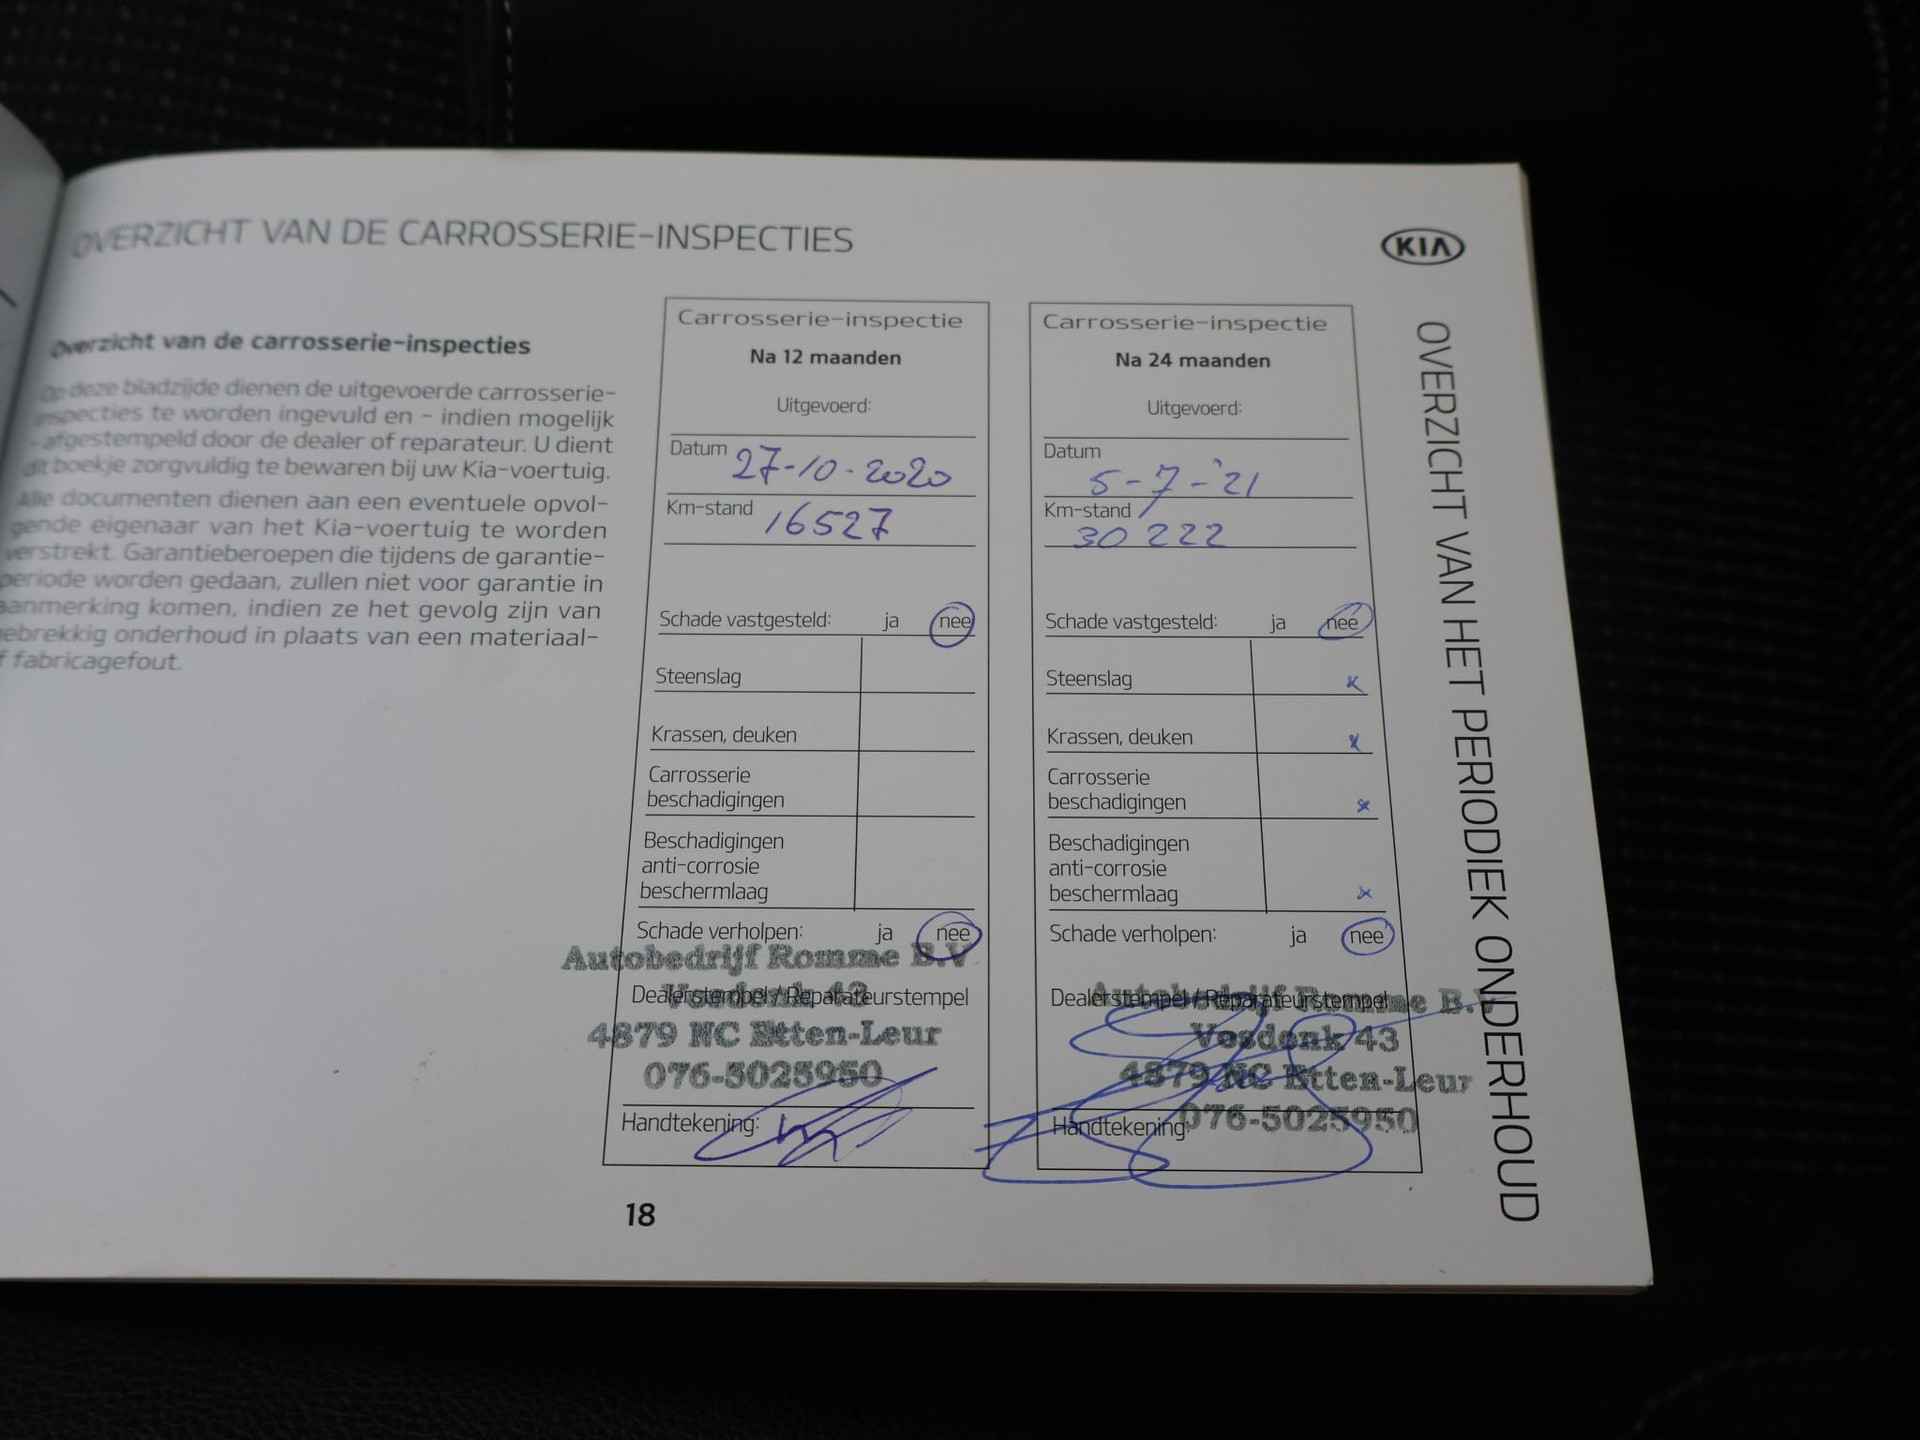 OVERZICHT VAN DE CARROSSERIE-INSPECTIES
KIA
Overzicht van de carrosserie-inspecties
Op deze bladzijde dienen de uitgevoerde carrosserie-
inspecties te worden ingevuld en - indien mogelijk
- afgestempeld door de dealer of reparateur. U dient
dit boekje zorgvuldig te bewaren bij uw Kia-voertuig.
Alle documenten dienen aan een eventuele opvol-
gende eigenaar van het Kia-voertuig te worden
verstrekt. Garantieberoepen die tijdens de garantie-
periode worden gedaan, zullen niet voor garantie in
aanmerking komen, indien ze het gevolg zijn van
gebrekkig onderhoud in plaats van een materiaal-
f fabricagefout.
Carrosserie-inspectie
Na 12 maanden
Uitgevoerd:
Datum 27-10-2020
Km-stand 16527
Schade vastgesteld: ja nee
Steenslag
Krassen, deuken
Carrosserie
beschadigingen
Beschadigingen
anti-corrosie
beschermlaag
Schade verholpen: ja nee
Autobedrijf Romme B.V
Dealerstempel / Reparateurstempel
Vosdonk 43
4879 NC Etten-Leur
076-5025950
Handtekening:
Carrosserie-inspectie
Na 24 maanden
Uitgevoerd:
Datum 5-7-'21
Km-stand 30222
Schade vastgesteld: ja nee
Steenslag x
Krassen, deuken x
Carrosserie
beschadigingen x
Beschadigingen
anti-corrosie
beschermlaag x
Schade verholpen: ja nee
Dealerstempel / Reparateurstempel
Autobedrijf Romme B.V
Vosdonk 43
4879 NC Etten-Leur
076-5025950
Handtekening:
OVERZICHT VAN HET PERIODIEK ONDERHOUD
18